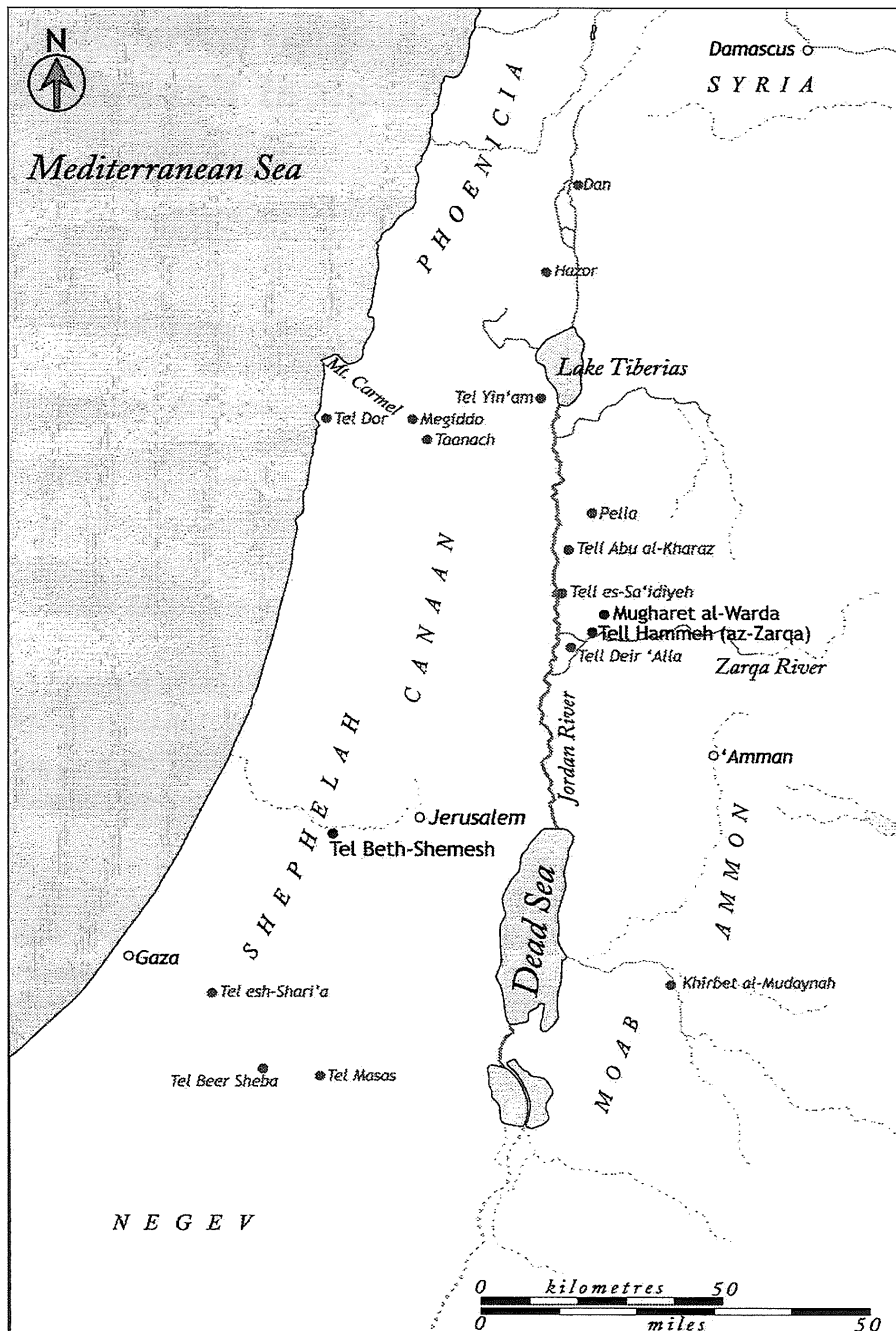 N
Damascus
SYRIA
PHOENICIA
Mediterranean Sea
Dan
Hazor
Lake Tiberias
Mt. Carmel
Tel Yin‘am
Tel Dor
Megiddo
Taanach
Pella
Tell Abu al-Kharaz
CANAAN
Tell es-Sa‘idiyeh
Mugharet al-Warda
Tell Hammeh (az-Zarqa)
Tell Deir ‘Alla
Zarqa River
Jordan River
‘Amman
SHEPHELAH
Jerusalem
Tel Beth-Shemesh
AMMON
Dead Sea
Gaza
Tel esh-Shari’a
Khirbet al-Mudaynah
MOAB
Tel Beer Sheba
Tel Masas
NEGEV
0 kilometres 50
0 miles 50